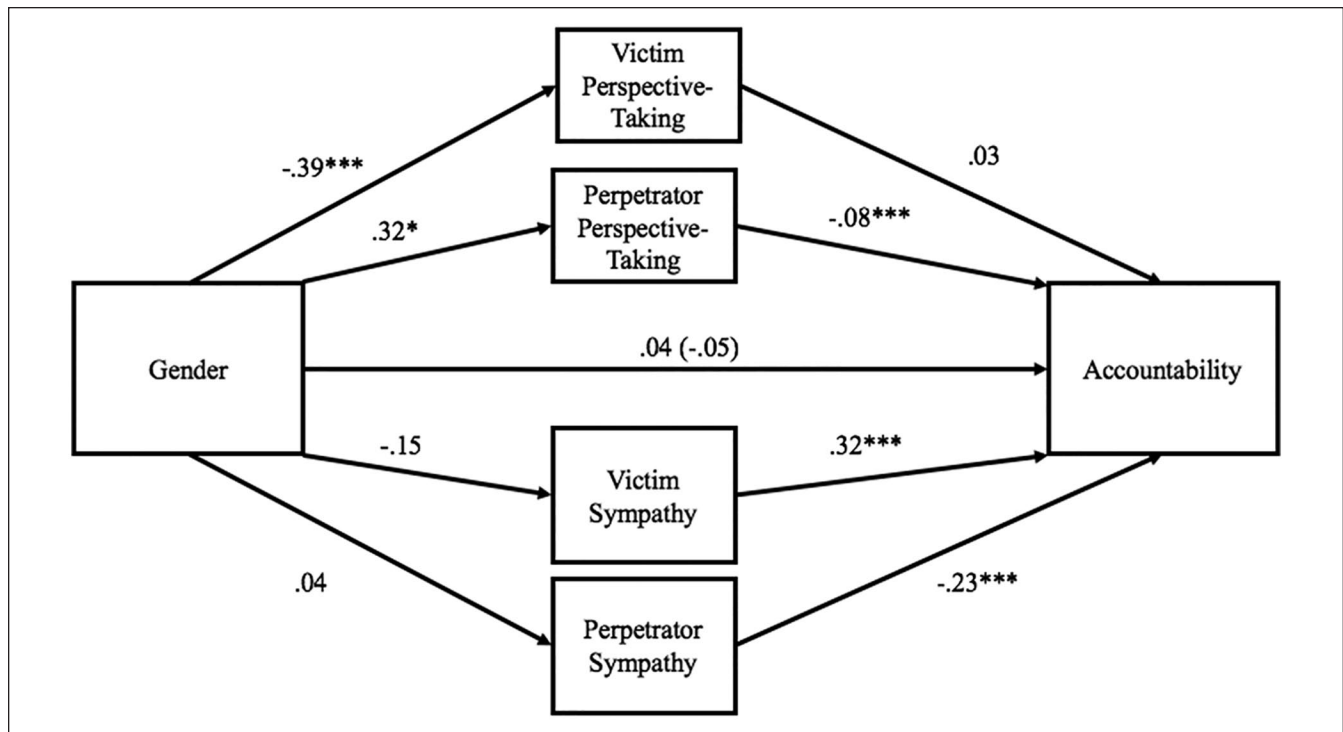 Victim
Perspective-
Taking
-.39***
.03
Perpetrator
Perspective-
Taking
.32*
-.08***
Gender
.04 (-.05)
Accountability
-.15
Victim
Sympathy
.32***
.04
Perpetrator
Sympathy
-.23***